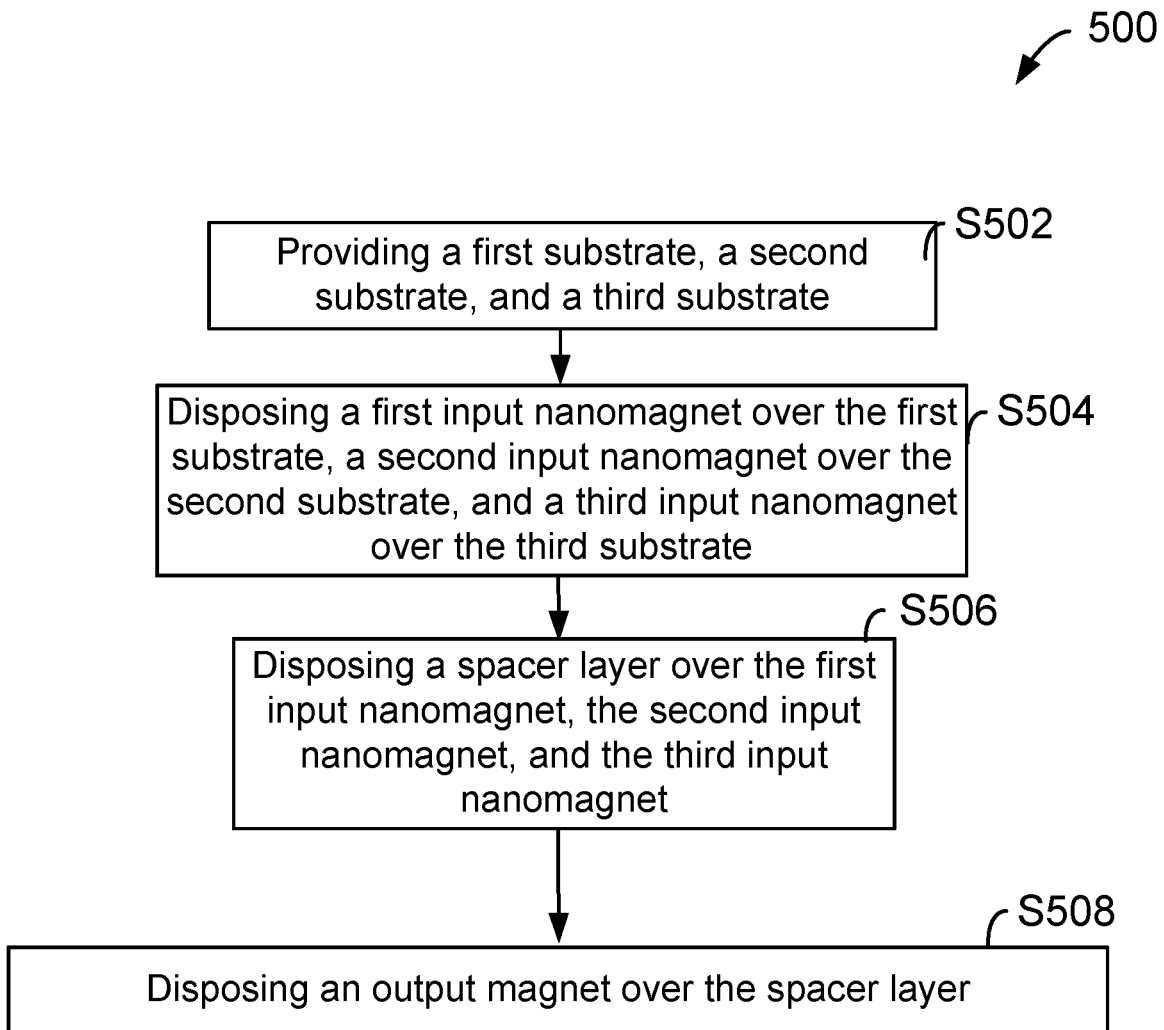 500
S502
Providing a first substrate, a second
substrate, and a third substrate
S504
Disposing a first input nanomagnet over the first
substrate, a second input nanomagnet over the
second substrate, and a third input nanomagnet
over the third substrate
S506
Disposing a spacer layer over the first
input nanomagnet, the second input
nanomagnet, and the third input
nanomagnet
S508
Disposing an output magnet over the spacer layer